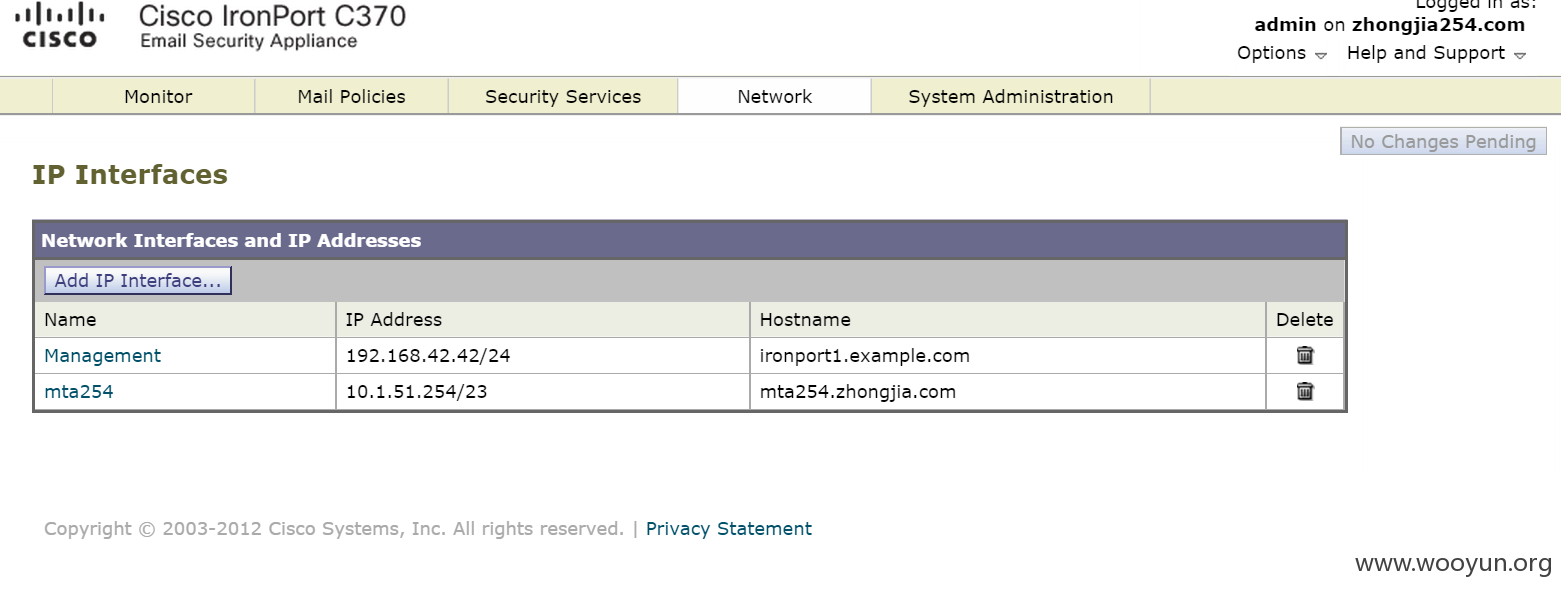 Logged in as:
CISCO
Cisco IronPort C370
Email Security Appliance
admin on zhongjia254.com
Options Help and Support
Monitor Mail Policies Security Services Network System Administration
No Changes Pending
IP Interfaces
Network Interfaces and IP Addresses
Add IP Interface...
Name IP Address Hostname Delete
Management 192.168.42.42/24 ironport1.example.com
mta254 10.1.51.254/23 mta254.zhongjia.com
Copyright © 2003-2012 Cisco Systems, Inc. All rights reserved. | Privacy Statement
www.wooyun.org